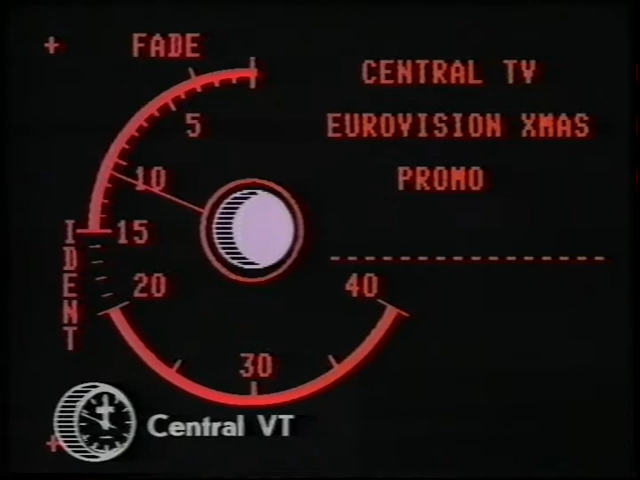 FADE
CENTRAL TV
5
EUROVISION XMAS
10
PROMO
15
IDENT
20
40
30
Central VT